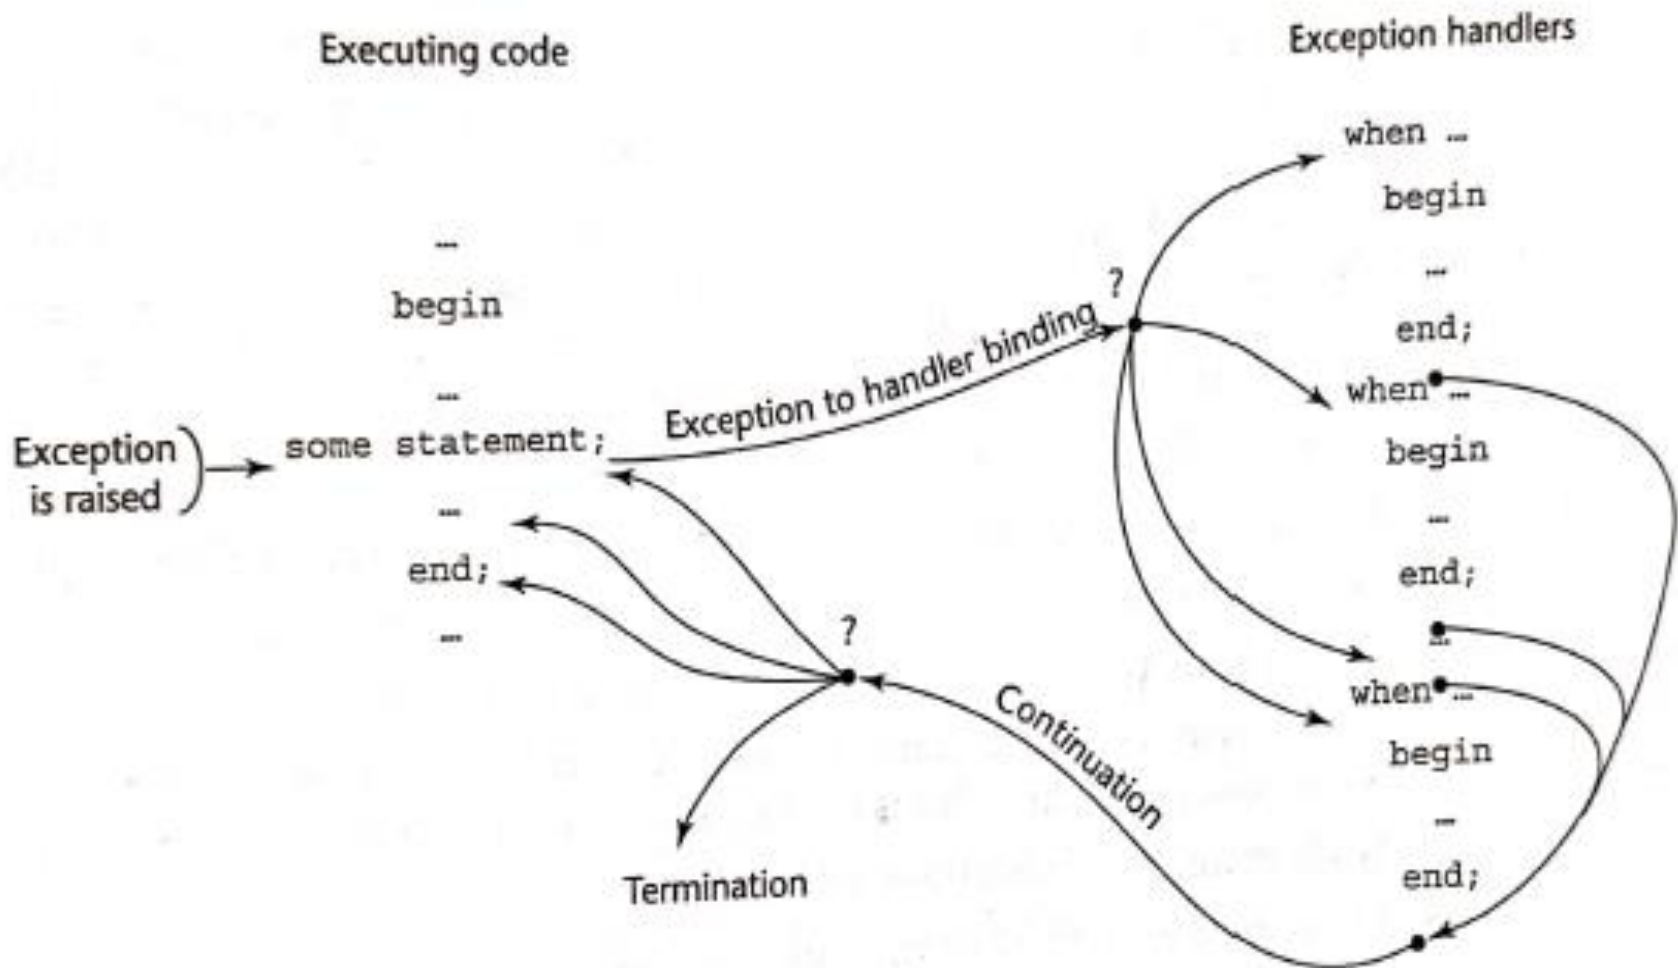 Executing code
Exception handlers
…
begin
…
some statement;
…
end;
…
Exception
is raised
Exception to handler binding
?
when …
begin
…
end;
when …
begin
…
end;
…
when …
begin
…
end;
Continuation
?
Termination